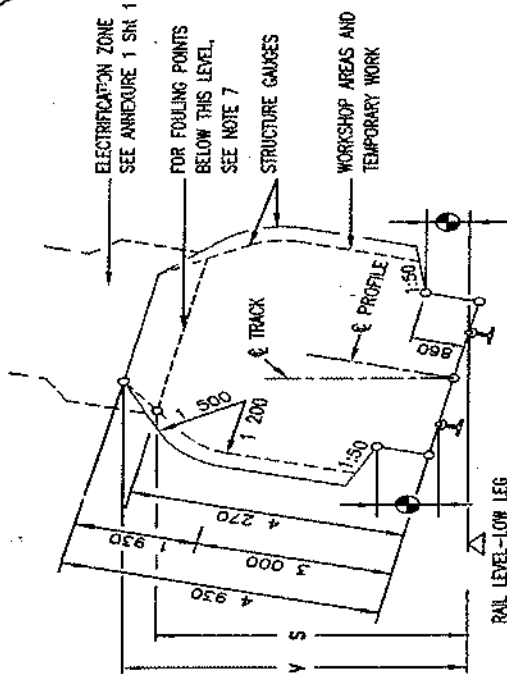 ELECTRIFICATION ZONE
SEE ANNEXURE 1 Sht 1
FOR FOULING POINTS
BELOW THIS LEVEL,
SEE NOTE 7
STRUCTURE GAUGES
WORKSHOP AREAS AND
TEMPORARY WORK
1:50
℄ PROFILE
860
℄ TRACK
1 500
1 200
1:50
4 270
1 930
3 000
4 930
S
V
RAIL LEVEL-LOW LEG